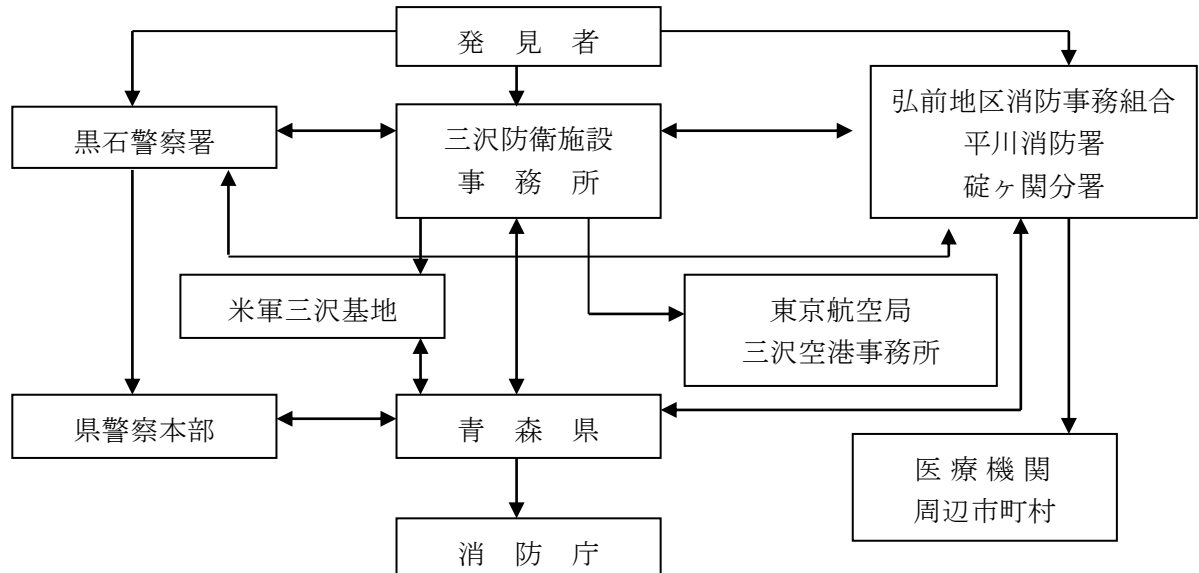 発見者
黒石警察署
三沢防衛施設
事務所
弘前地区消防事務組合
平川消防署
碇ヶ関分署
米軍三沢基地
東京航空局
三沢空港事務所
県警察本部
青森県
医療機関
周辺市町村
消防庁